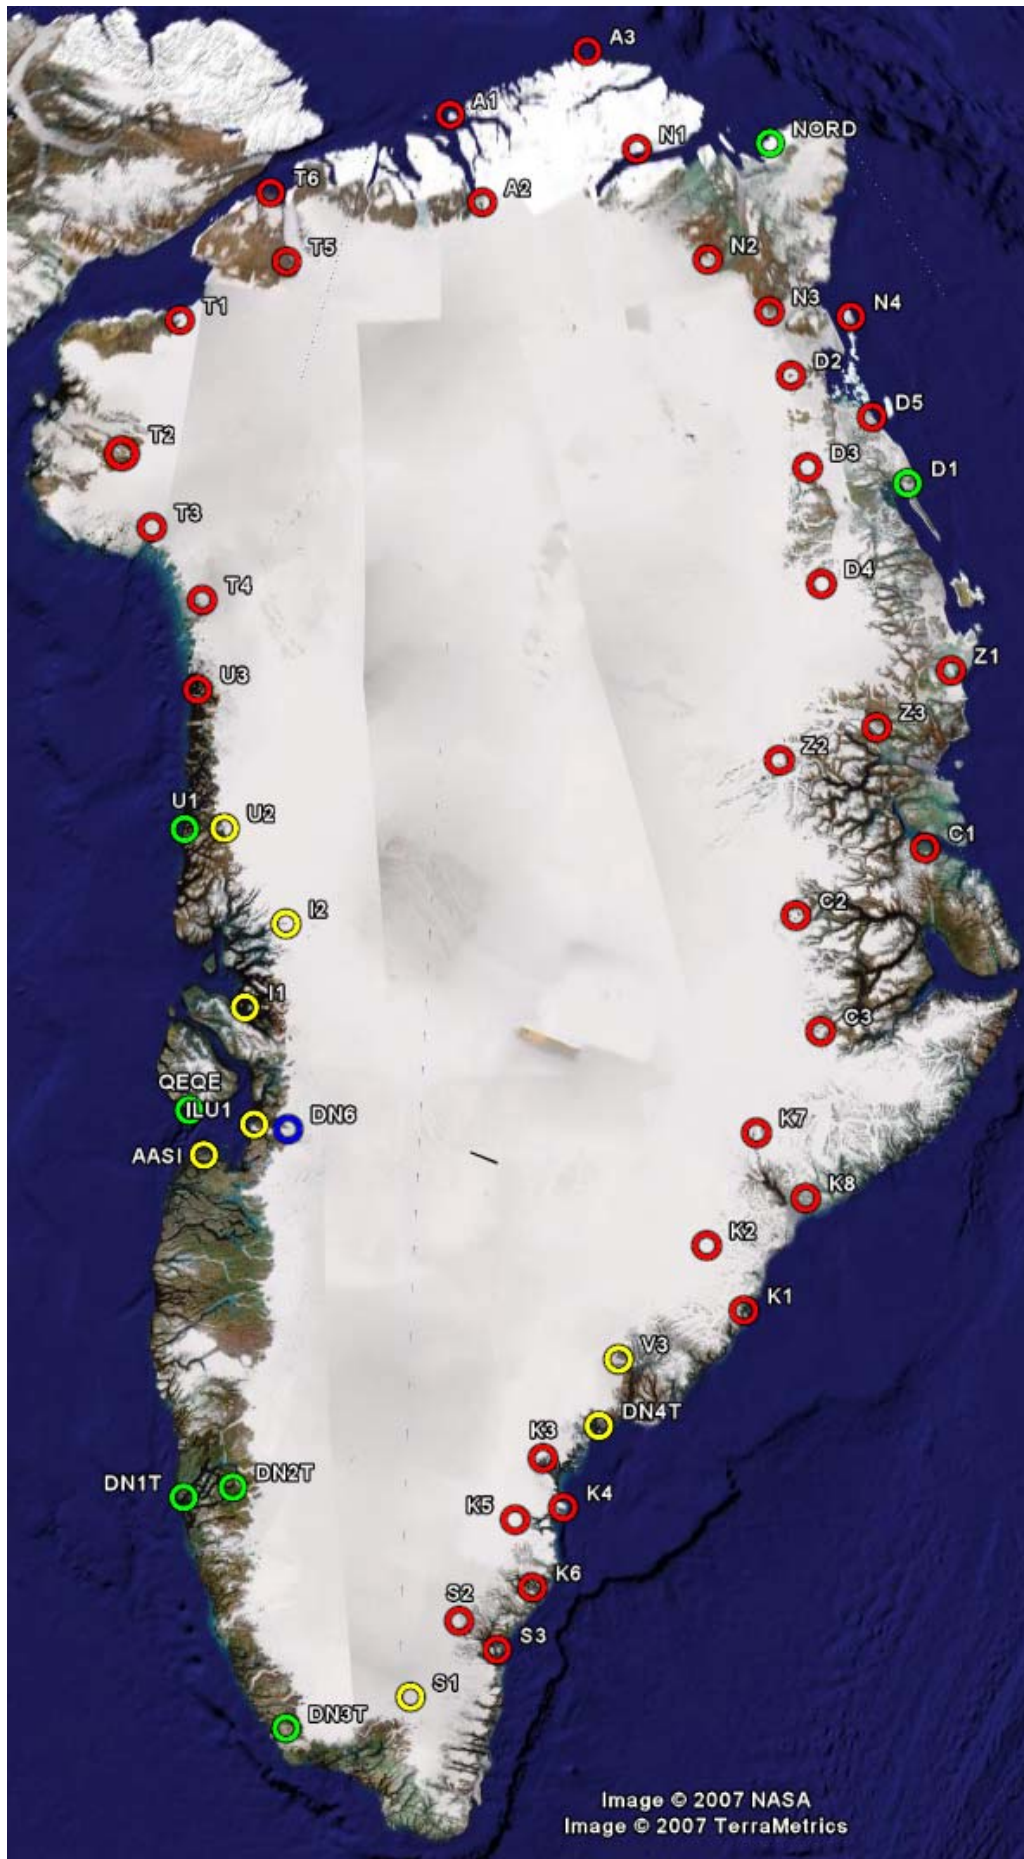 A3
A1
N1
NORD
T6
A2
T5
N2
T1
N3
N4
D2
D5
T2
D3
D1
T3
T4
D4
Z1
U3
Z3
Z2
U1
U2
C1
I2
C2
I1
C3
QEQE
ILU1
DN6
K7
AASI
K8
K2
K1
V3
DN4T
K3
DN1T
DN2T
K5
K4
K6
S2
S3
S1
DN3T
Image © 2007 NASA
Image © 2007 TerraMetrics